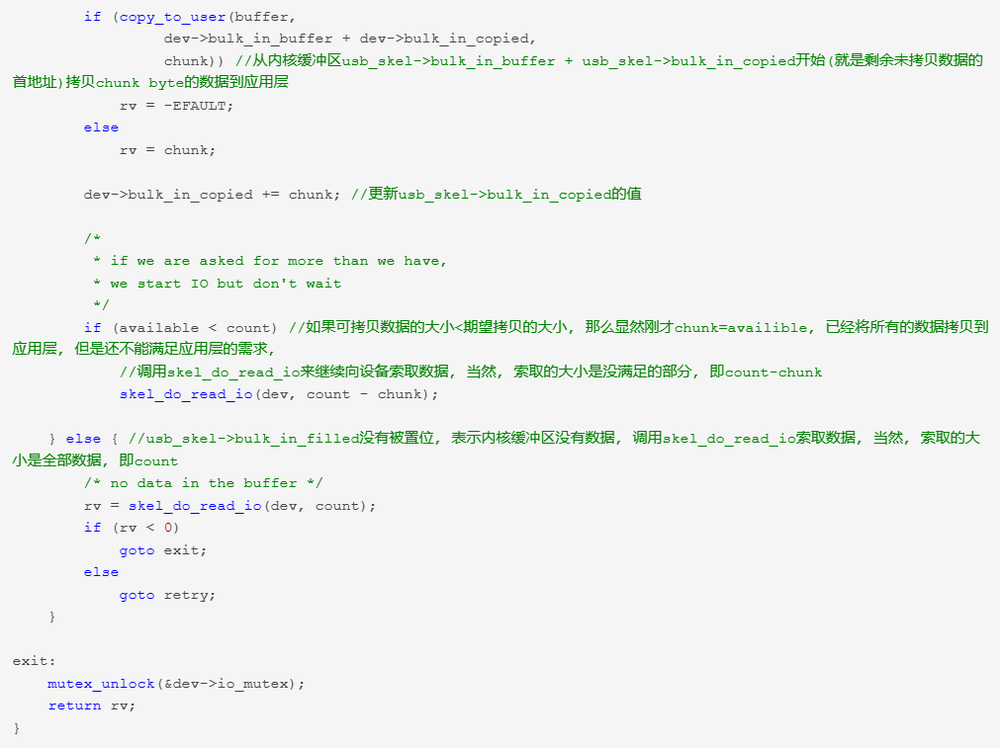 if (copy_to_user(buffer,
                 dev->bulk_in_buffer + dev->bulk_in_copied,
                 chunk)) //从内核缓冲区usb_skel->bulk_in_buffer + usb_skel->bulk_in_copied开始(就是剩余未拷贝数据的
首地址)拷贝chunk byte的数据到应用层
            rv = -EFAULT;
        else
            rv = chunk;

        dev->bulk_in_copied += chunk; //更新usb_skel->bulk_in_copied的值

        /*
         * if we are asked for more than we have,
         * we start IO but don't wait
         */
        if (available < count) //如果可拷贝数据的大小<期望拷贝的大小, 那么显然刚才chunk=availible, 已经将所有的数据拷贝到
应用层, 但是还不能满足应用层的需求,
            //调用skel_do_read_io来继续向设备索取数据, 当然, 索取的大小是没满足的部分, 即count-chunk
            skel_do_read_io(dev, count - chunk);

    } else { //usb_skel->bulk_in_filled没有被置位, 表示内核缓冲区没有数据, 调用skel_do_read_io索取数据, 当然, 索取的大
小是全部数据, 即count
        /* no data in the buffer */
        rv = skel_do_read_io(dev, count);
        if (rv < 0)
            goto exit;
        else
            goto retry;
    }

exit:
    mutex_unlock(&dev->io_mutex);
    return rv;
}